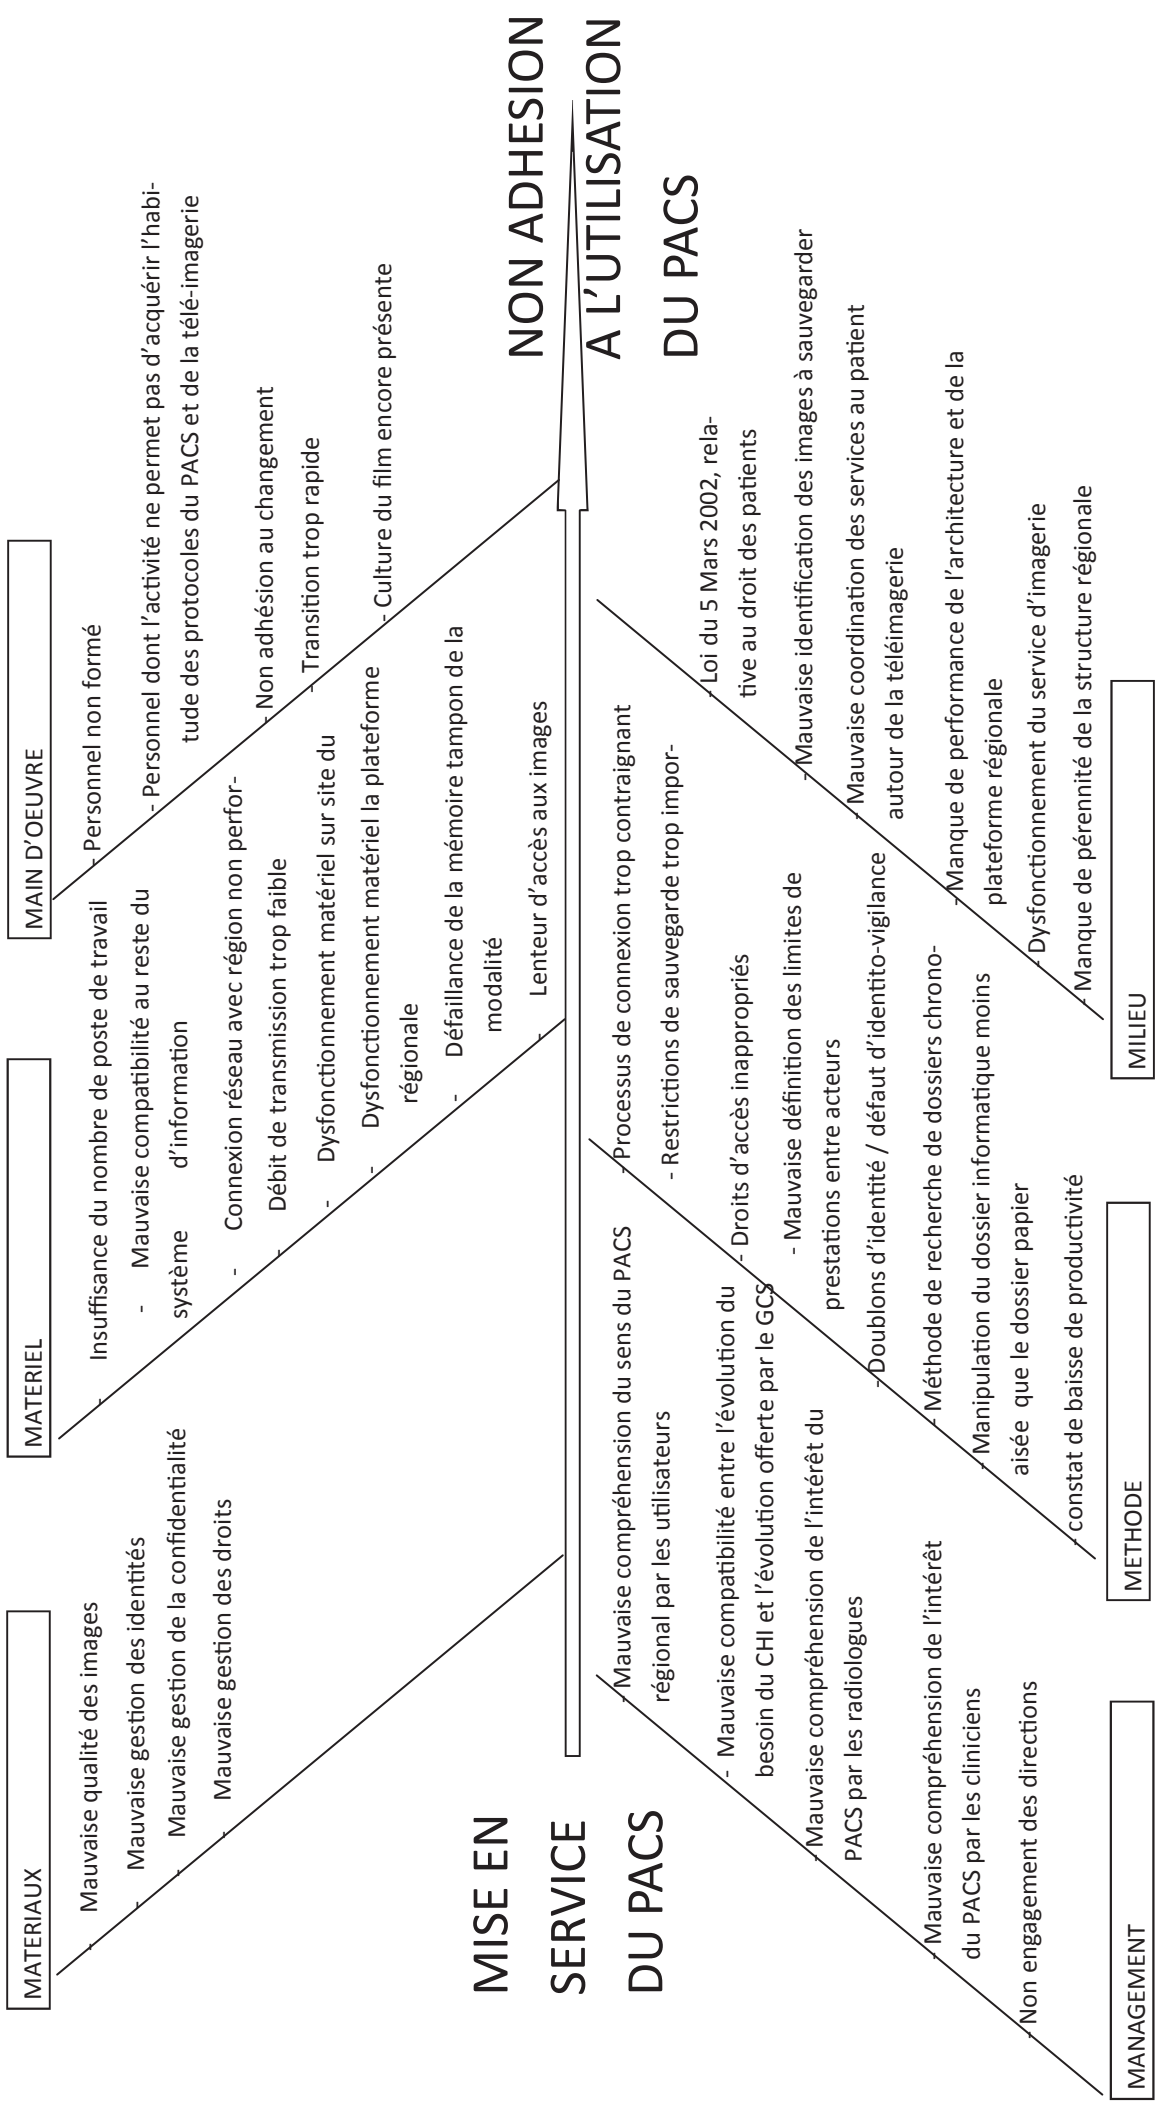 MATERIAUX
Mauvaise qualité des images
Mauvaise gestion des identités
Mauvaise gestion de la confidentialité
Mauvaise gestion des droits
MATERIEL
Insuffisance du nombre de poste de travail
- Mauvaise compatibilité au reste du
système d’information
- Connexion réseau avec région non perfor-
Débit de transmission trop faible
- Dysfonctionnement matériel sur site du
- Dysfonctionnement matériel la plateforme
régionale
- Défaillance de la mémoire tampon de la
modalité
- Lenteur d’accès aux images
MAIN D’OEUVRE
- Personnel non formé
- Personnel dont l’activité ne permet pas d’acquérir l’habi-
tude des protocoles du PACS et de la télé-imagerie
- Non adhésion au changement
- Transition trop rapide
- Culture du film encore présente
MISE EN
SERVICE
DU PACS
NON ADHESION
A L’UTILISATION
DU PACS
- Mauvaise compréhension du sens du PACS
régional par les utilisateurs
- Mauvaise compatibilité entre l’évolution du
besoin du CHI et l’évolution offerte par le GCS
- Mauvaise compréhension de l’intérêt du
PACS par les radiologues
- Mauvaise compréhension de l’intérêt
du PACS par les cliniciens
- Non engagement des directions
MANAGEMENT
- Processus de connexion trop contraignant
- Restrictions de sauvegarde trop impor-
- Droits d’accès inappropriés
- Mauvaise définition des limites de
prestations entre acteurs
- Doublons d’identité / défaut d’identito-vigilance
- Méthode de recherche de dossiers chrono-
- Manipulation du dossier informatique moins
aisée que le dossier papier
- constat de baisse de productivité
METHODE
- Loi du 5 Mars 2002, rela-
tive au droit des patients
- Mauvaise identification des images à sauvegarder
- Mauvaise coordination des services au patient
autour de la téléimagerie
- Manque de performance de l’architecture et de la
plateforme régionale
- Dysfonctionnement du service d’imagerie
- Manque de pérennité de la structure régionale
MILIEU